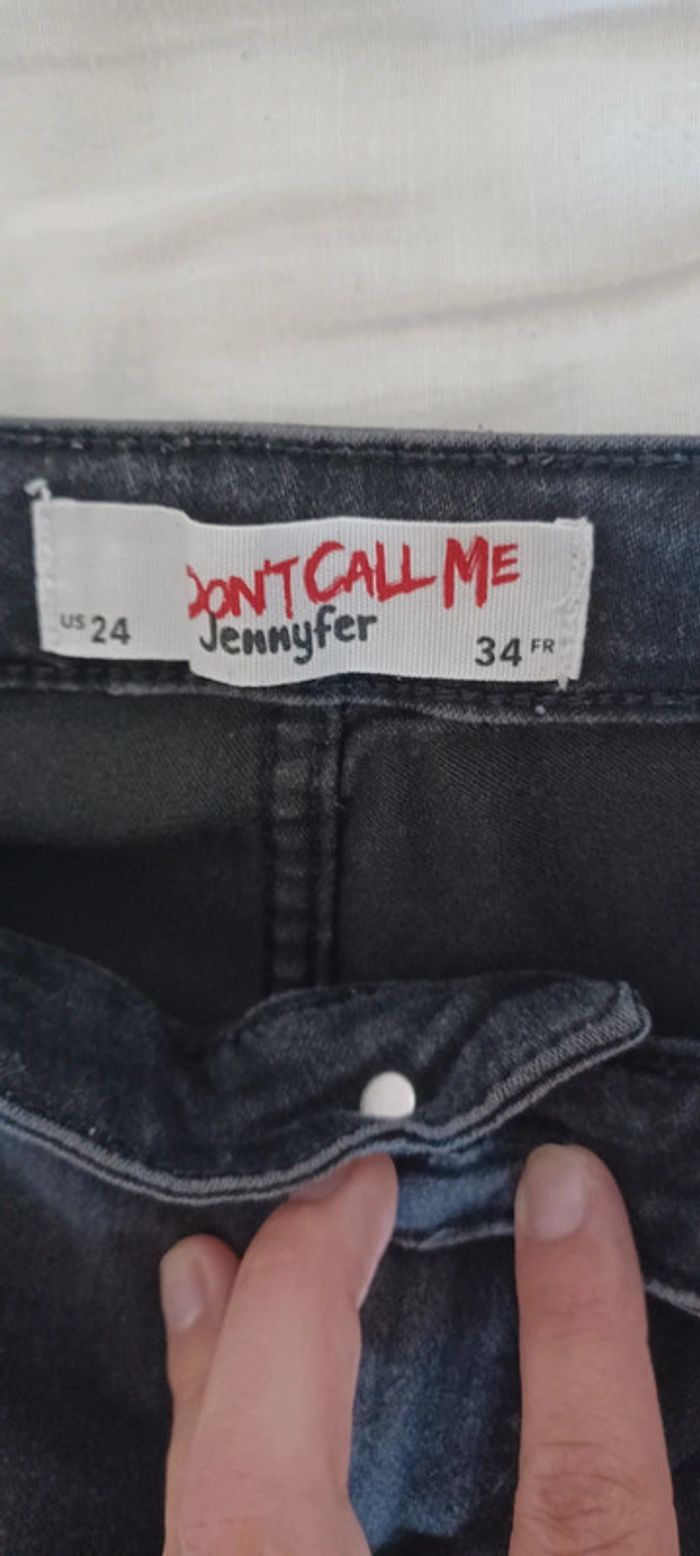 DON'T CALL ME
Jennyfer
US 24
34 FR